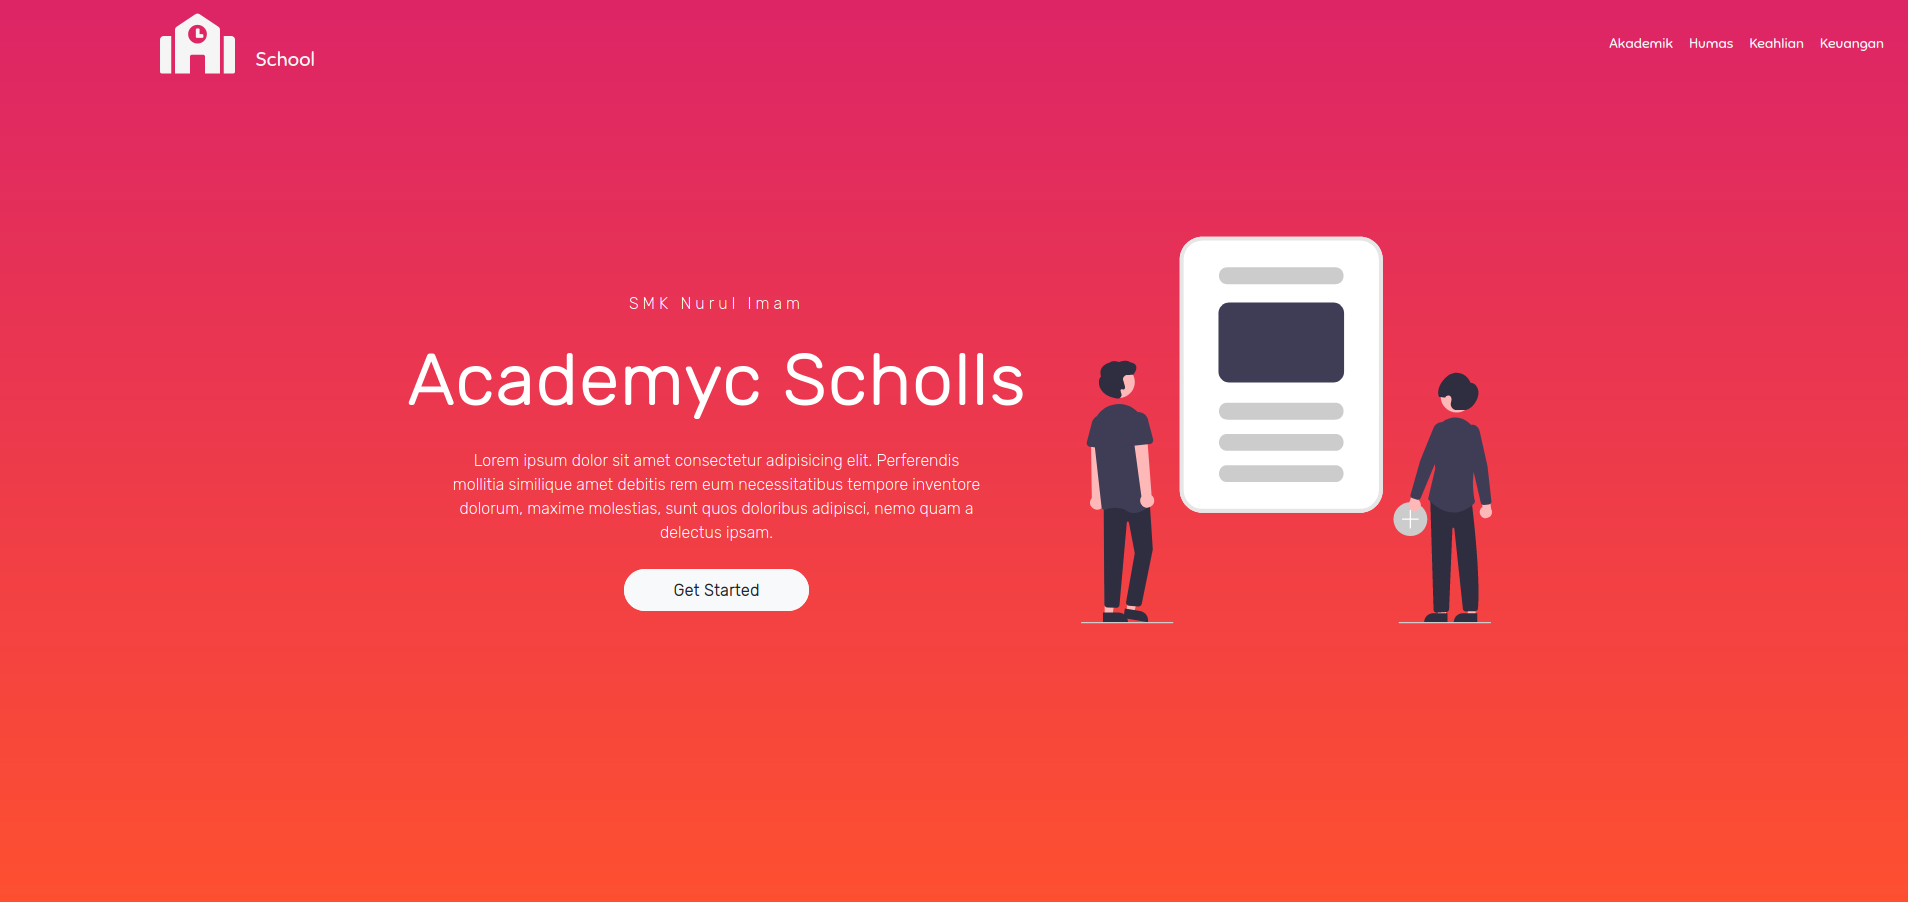 School
Akademik Humas Keahlian Keuangan
SMK Nurul Imam
Academyc Scholls
Lorem ipsum dolor sit amet consectetur adipisicing elit. Perferendis
mollitia similique amet debitis rem eum necessitatibus tempore inventore
dolorum, maxime molestias, sunt quos doloribus adipisci, nemo quam a
delectus ipsam.
Get Started